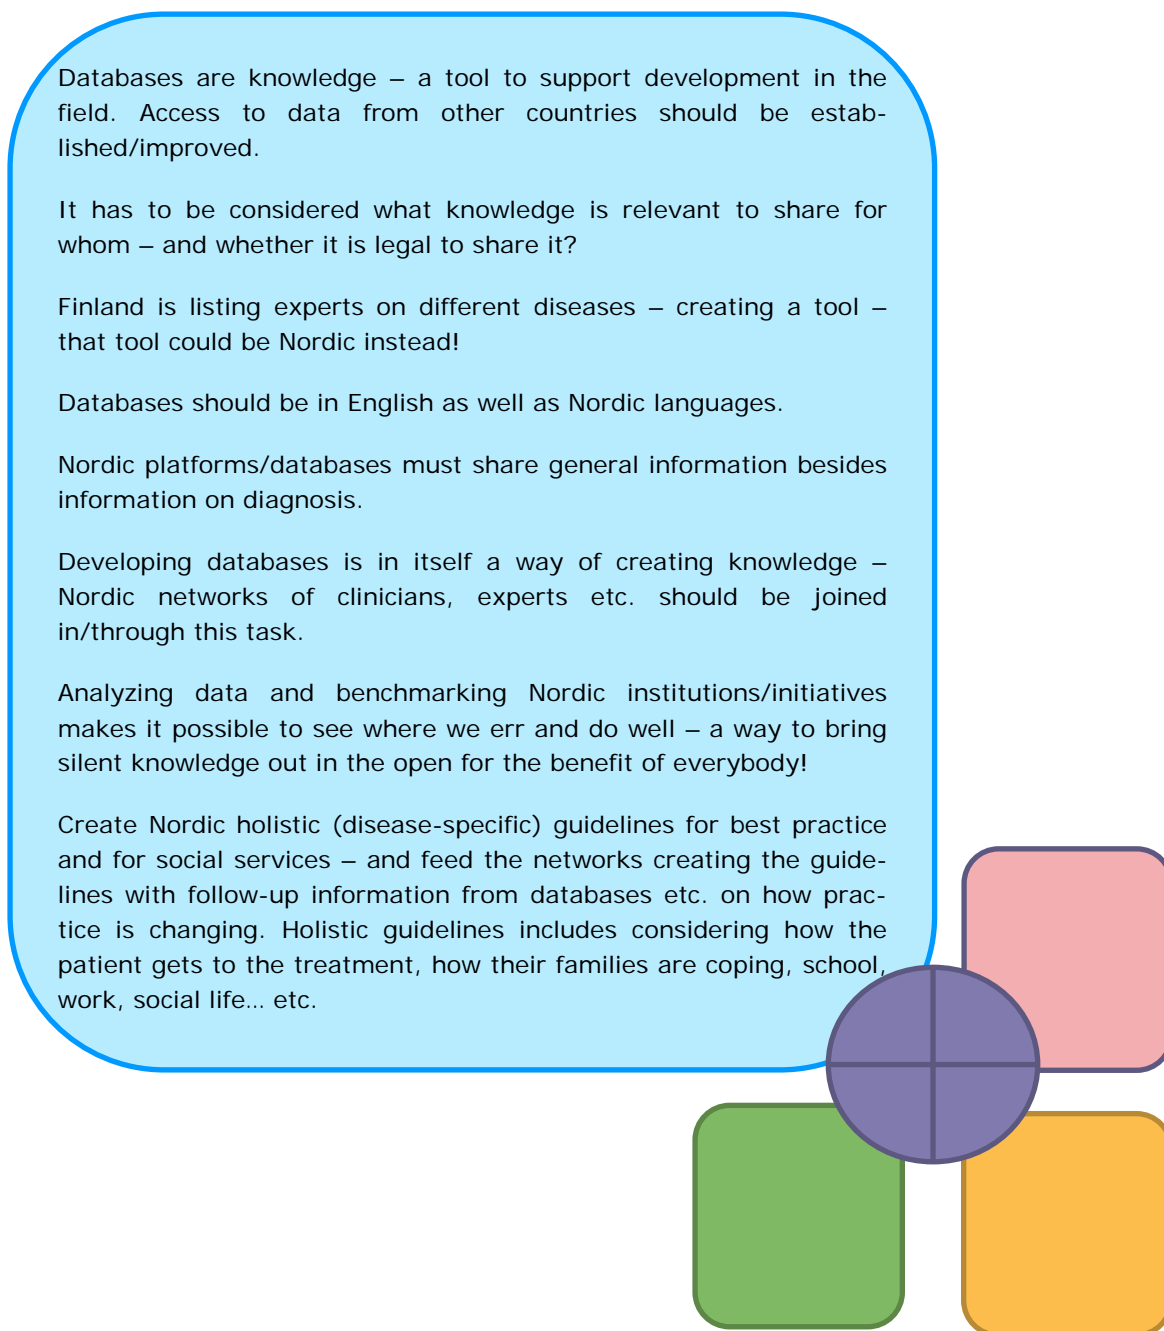 Databases are knowledge – a tool to support development in the
field. Access to data from other countries should be estab-
lished/improved.
It has to be considered what knowledge is relevant to share for
whom – and whether it is legal to share it?
Finland is listing experts on different diseases – creating a tool –
that tool could be Nordic instead!
Databases should be in English as well as Nordic languages.
Nordic platforms/databases must share general information besides
information on diagnosis.
Developing databases is in itself a way of creating knowledge –
Nordic networks of clinicians, experts etc. should be joined
in/through this task.
Analyzing data and benchmarking Nordic institutions/initiatives
makes it possible to see where we err and do well – a way to bring
silent knowledge out in the open for the benefit of everybody!
Create Nordic holistic (disease-specific) guidelines for best practice
and for social services – and feed the networks creating the guide-
lines with follow-up information from databases etc. on how prac-
tice is changing. Holistic guidelines includes considering how the
patient gets to the treatment, how their families are coping, school,
work, social life… etc.